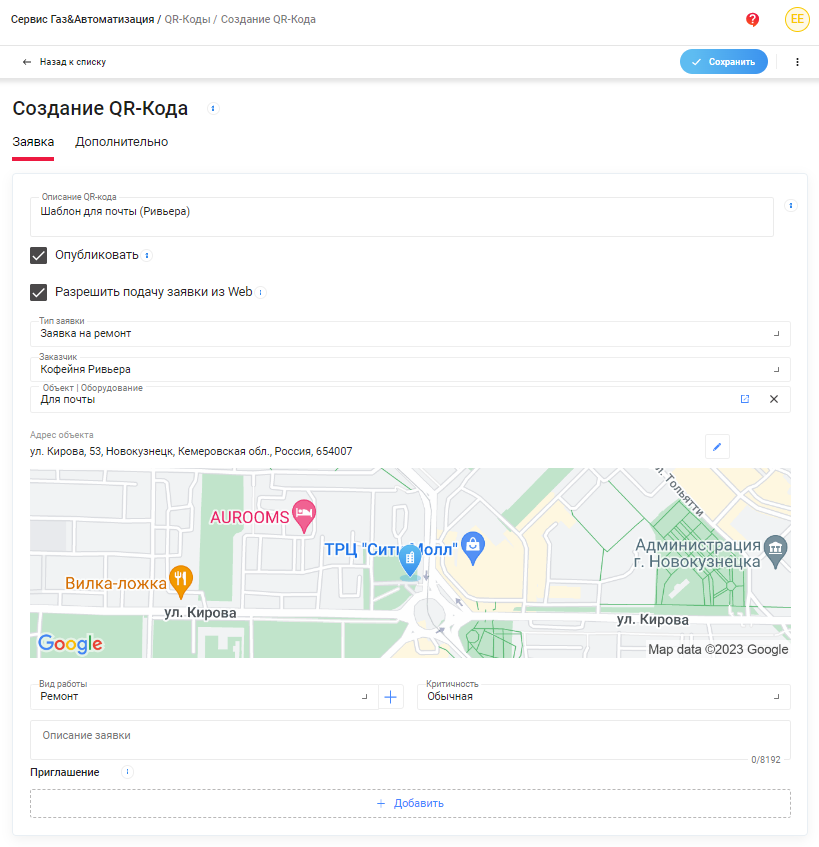 Сервис Газ&Автоматизация / QR-Коды / Создание QR-Кода
?
EE
Назад к списку
Сохранить
Создание QR-Кода
Заявка
Дополнительно
Описание QR-кода
Шаблон для почты (Ривьера)
Опубликовать
Разрешить подачу заявки из Web
Тип заявки
Заявка на ремонт
Заказчик
Кофейня Ривьера
Объект | Оборудование
Для почты
Адрес объекта
ул. Кирова, 53, Новокузнецк, Кемеровская обл., Россия, 654007
л. Тольятти
AUROOMS
ТРЦ "Сити Молл"
Администрация
г. Новокузнецка
Вилка-ложка
ул. Кирова
ул. Кирова
Google
Map data ©2023 Google
Вид работы
Ремонт
Критичность
Обычная
Описание заявки
0/8192
Приглашение
+ Добавить